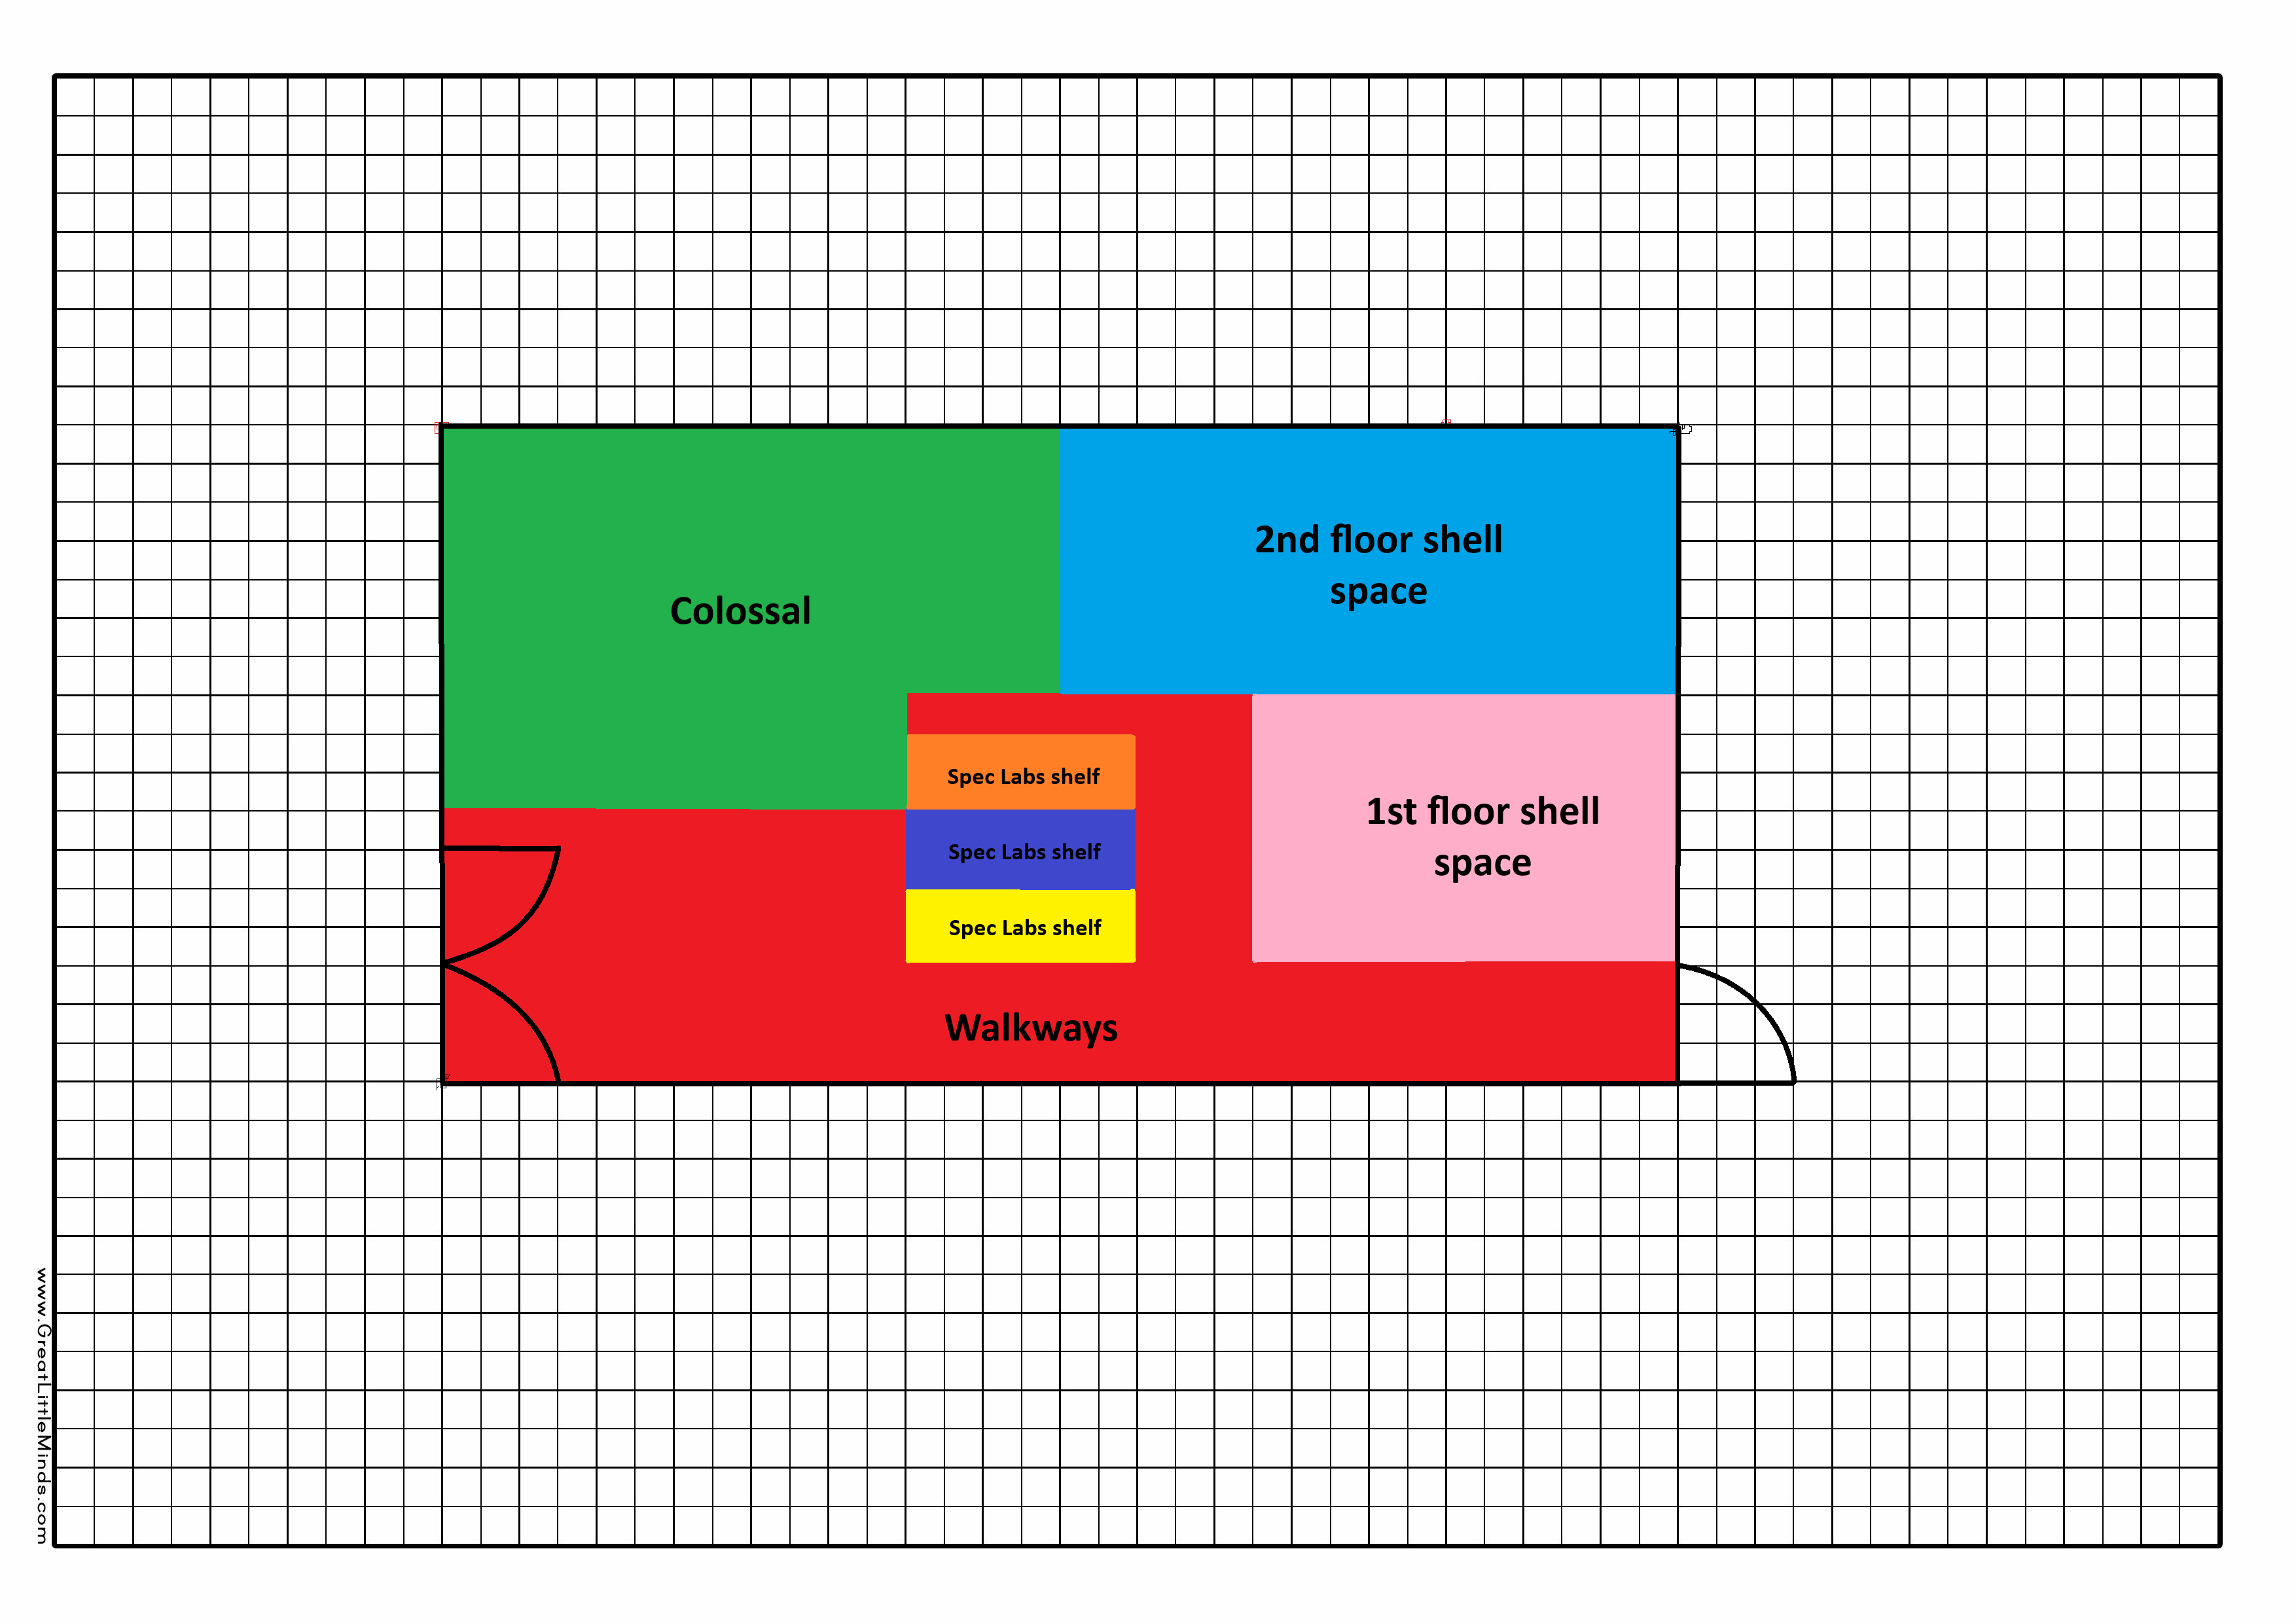 2nd floor shell
space
Colossal
Spec Labs shelf
1st floor shell
space
Spec Labs shelf
Spec Labs shelf
Walkways
www.GreatLittleMinds.com